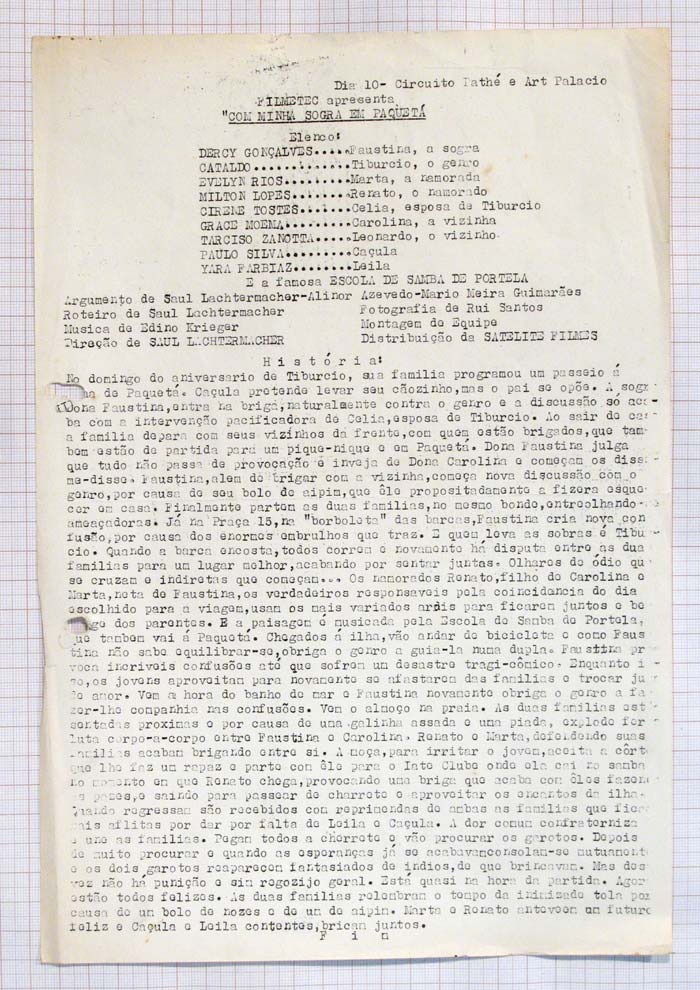 Dia 10- Circuito Pathé e Art Palacio
FILMETEC apresenta
"COM MINHA SOGRA EM PAQUETÁ
Elenco:
DERCY GONÇALVES.....Faustina, a sogra
CATALDO.............Tiburcio, o genro
EVELYN RIOS.........Marta, a namorada
MILTON LOPES........Renato, o namorado
CIRENE TOSTES.......Celia, esposa de Tiburcio
GRACE MOEMA.........Carolina, a vizinha
TARCISO ZANOTTA.....Leonardo, o vizinho
PAULO SILVA.........Caçula
YARA FARBIAZ........Leila
E a famosa ESCOLA DE SAMBA DE PORTELA
Argumento de Saul Lachtermacher-Alinor Azevedo-Mario Meira Guimarães
Roteiro de Saul Lachtermacher Fotografia de Rui Santos
Musica de Edino Krieger Montagem de Equipe
Direção de SAUL LACHTERMACHER Distribuição da SATELITE FILMES
História:
No domingo do aniversario de Tiburcio, sua familia programou um passeio á
de Paquetá. Caçula pretende levar seu cãozinho,mas o pai se opõe. A sogr
Dona Faustina,entra na briga,naturalmente contra o genro e a discussão só aca
ba com a intervenção pacificadora de Celia,esposa de Tiburcio. Ao sair de ca
a familia depara com seus vizinhos da frente,com quem estão brigados,que tam
bem estão de partida para um pique-nique e em Paquetá. Dona Faustina julga
que tudo não passa de provocação e inveja de Dona Carolina e começam os diss
me-disse. Faustina,alem de brigar com a vizinha,começa nova discussão com o
genro,por causa de seu bolo de aipim,que êle propositadamente a fizera esque
cer em casa. Finalmente partem as duas familias,no mesmo bonde,entreolhando-
ameaçadoras. Já na Praça 15,na "borboleta" das barcas,Faustina cria nova con
fusão,por causa dos enormes embrulhos que traz. E quem leva as sobras é Tibu
cio. Quando a barca encosta,todos correm e novamente há disputa entre as dua
familias para um lugar melhor,acabando por sentar juntas. Olhares de ódio qu
se cruzam e indiretas que começam... Os namorados Renato,filho de Carolina e
Marta,neta de Faustina,os verdadeiros responsaveis pela coincidencia do dia
escolhido para a viagem,usam os mais variados ardis para ficarem juntos e be
ge dos parentes. E a paisagem é musicada pela Escola de Samba de Portela,
que tambem vai á Paquetá. Chegados á ilha,vão andar de bicicleta e como Faus
tina não sabe equilibrar-se,obriga o genro a guia-la numa dupla. Faustina pr
voca incriveis confusões até que sofrem um desastre tragi-cômico. Enquanto i
o,os jovens aproveitam para novamente se afastarem das familias e trocar ju
de amor. Vem a hora do banho de mar e Faustina novamente obriga o genro a fa
zer-lhe companhia nas confusões. Vem o almoço na praia. As duas familias est
sentadas proximas e por causa de uma galinha assada e uma piada, explode fer
luta corpo-a-corpo entre Faustina e Carolina. Renato e Marta,defendendo suas
familias acabam brigando entre si. A moça,para irritar o jovem,aceita a côrt
que lhe faz um rapaz e parte com êle para o Iate Clube onde ela cai no samba
No momento em que Renato chega,provocando uma briga que acaba com êles fazen
as pazes,e saindo para passear de charrete e aproveitar os encantos da ilha.
Quando regressam são recebidos com reprimendas de ambas as familias que fica
mais aflitas por dar por falta de Leila e Caçula. A dor comum confraterniza
e une as familias. Pegam todos a charrete e vão procurar os garotos. Depois
de muito procurar e quando as esperanças já se acabavamconsolam-se mutuament
e os dois garotos reaparecem fantasiados de indios,de que brincavam. Mas des
vez não há punição e sim regozijo geral. Está quasi na hora da partida. Agor
estão todos felizes. As duas familias relembram o tempo da inimizade tola por
causa de um bolo de nozes e de um de aipim. Marta e Renato anteveem um futuro
feliz e Caçula e Leila contentes,bricam juntos.
Fim